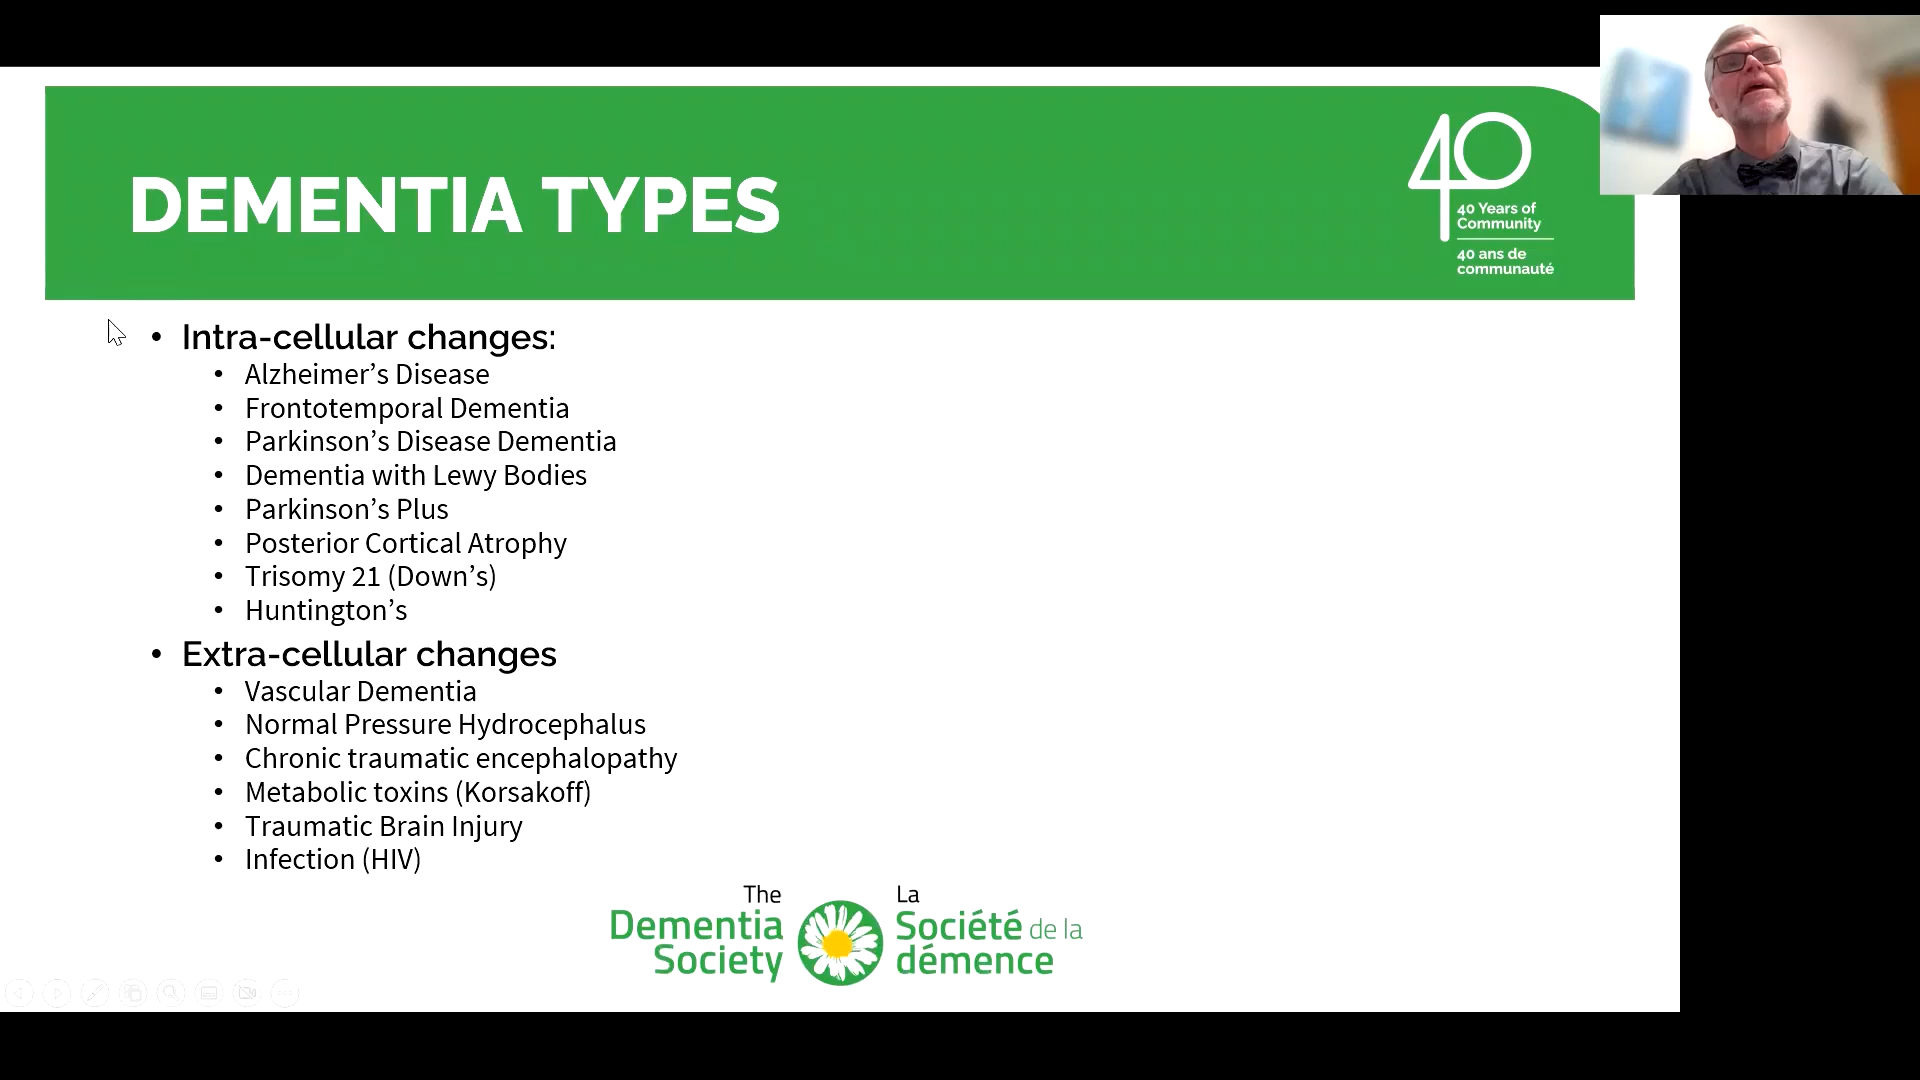 DEMENTIA TYPES
40
40 Years of
Community
40 ans de
communauté
• Intra-cellular changes:
• Alzheimer’s Disease
• Frontotemporal Dementia
• Parkinson’s Disease Dementia
• Dementia with Lewy Bodies
• Parkinson’s Plus
• Posterior Cortical Atrophy
• Trisomy 21 (Down’s)
• Huntington’s
• Extra-cellular changes
• Vascular Dementia
• Normal Pressure Hydrocephalus
• Chronic traumatic encephalopathy
• Metabolic toxins (Korsakoff)
• Traumatic Brain Injury
• Infection (HIV)
The
Dementia
Society
La
Société de la
démence